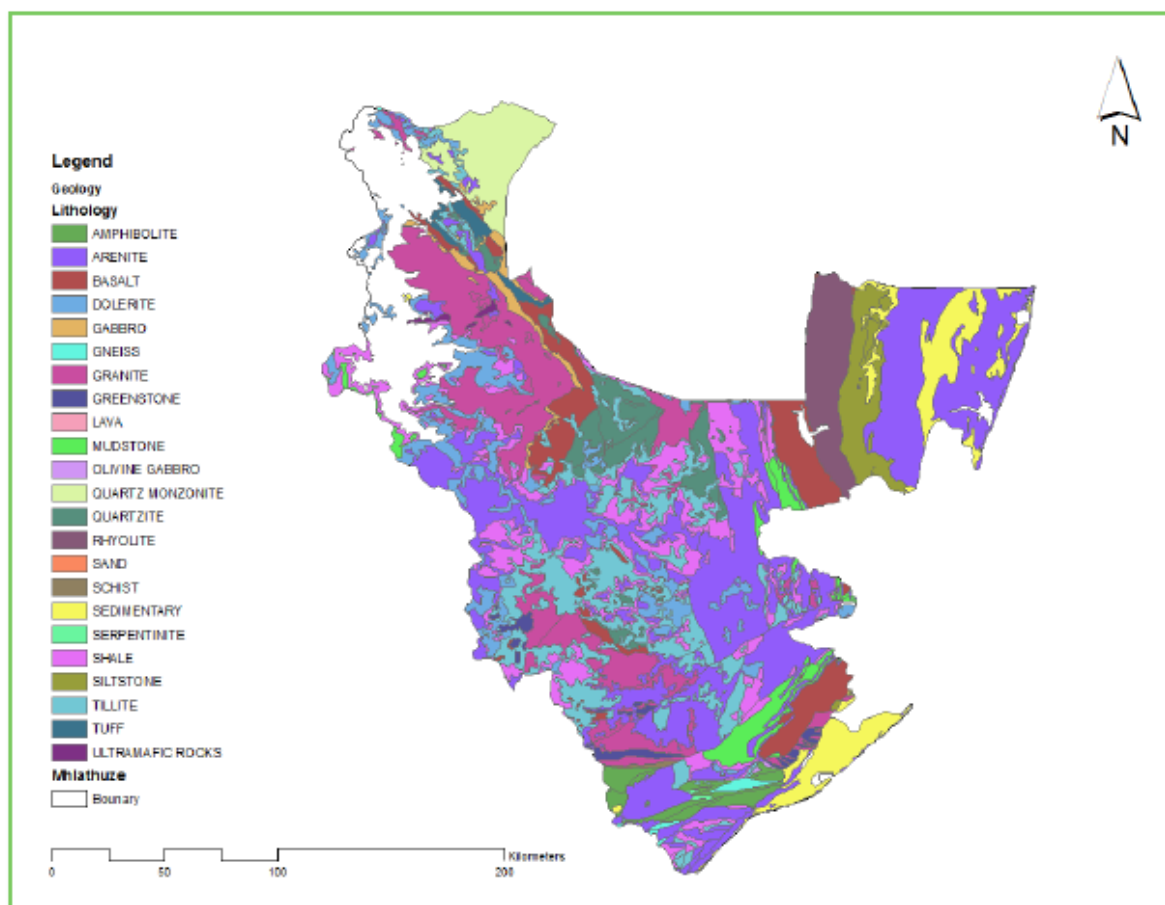 N
Legend
Geology
Lithology
AMPHIBOLITE
ARENITE
BASALT
DOLERITE
GABBRO
GNEISS
GRANITE
GREENSTONE
LAVA
MUDSTONE
OLIVINE GABBRO
QUARTZ MONZONITE
QUARTZITE
RHYOLITE
SAND
SCHIST
SEDIMENTARY
SERPENTINITE
SHALE
SILTSTONE
TILLITE
TUFF
ULTRAMAFIC ROCKS
Mhlathuze
Bounary
Kilometers
0 50 100 200